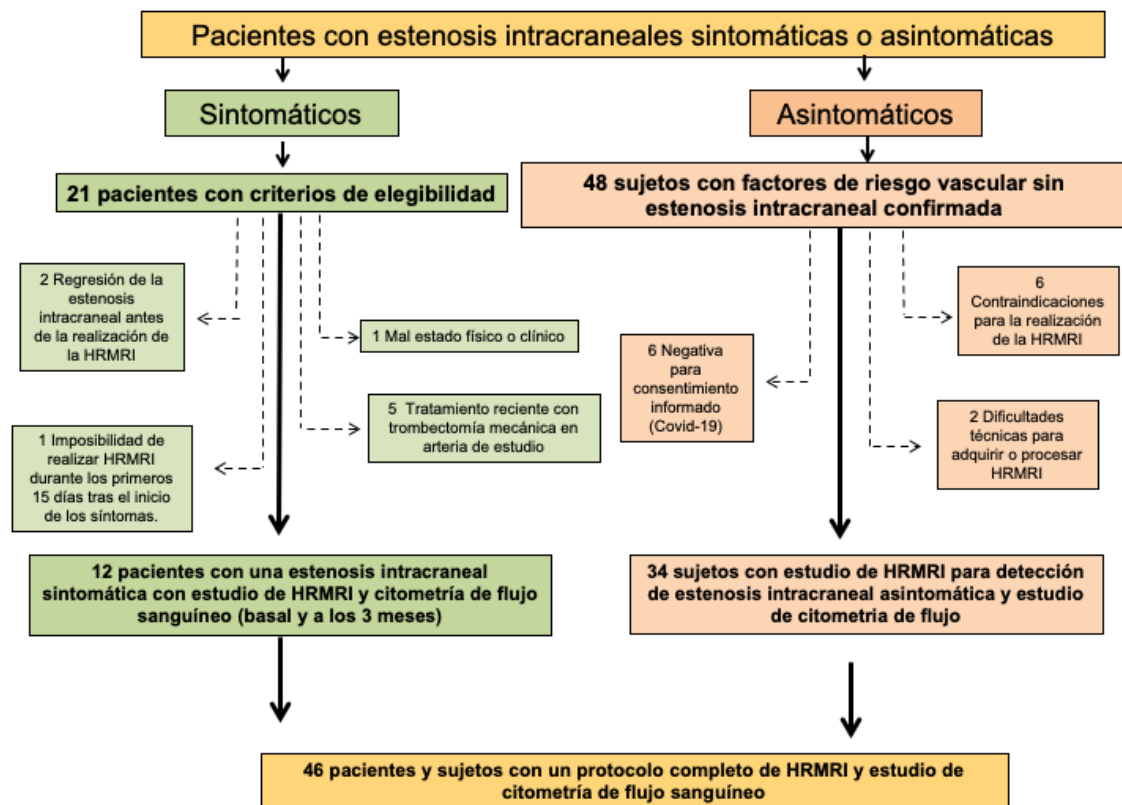 Pacientes con estenosis intracraneales sintomáticas o asintomáticas
Sintomáticos
Asintomáticos
21 pacientes con criterios de elegibilidad
48 sujetos con factores de riesgo vascular sin
estenosis intracraneal confirmada
2 Regresión de la
estenosis
intracraneal antes
de la realización de
la HRMRI
1 Mal estado físico o clínico
5 Tratamiento reciente con
trombectomía mecánica en
arteria de estudio
1 Imposibilidad de
realizar HRMRI
durante los primeros
15 días tras el inicio
de los síntomas.
6 Negativa
para
consentimiento
informado
(Covid-19)
6
Contraindicaciones
para la realización
de la HRMRI
2 Dificultades
técnicas para
adquirir o procesar
HRMRI
12 pacientes con una estenosis intracraneal
sintomática con estudio de HRMRI y citometría de flujo
sanguíneo (basal y a los 3 meses)
34 sujetos con estudio de HRMRI para detección
de estenosis intracraneal asintomática y estudio
de citometria de flujo
46 pacientes y sujetos con un protocolo completo de HRMRI y estudio de
citometría de flujo sanguíneo